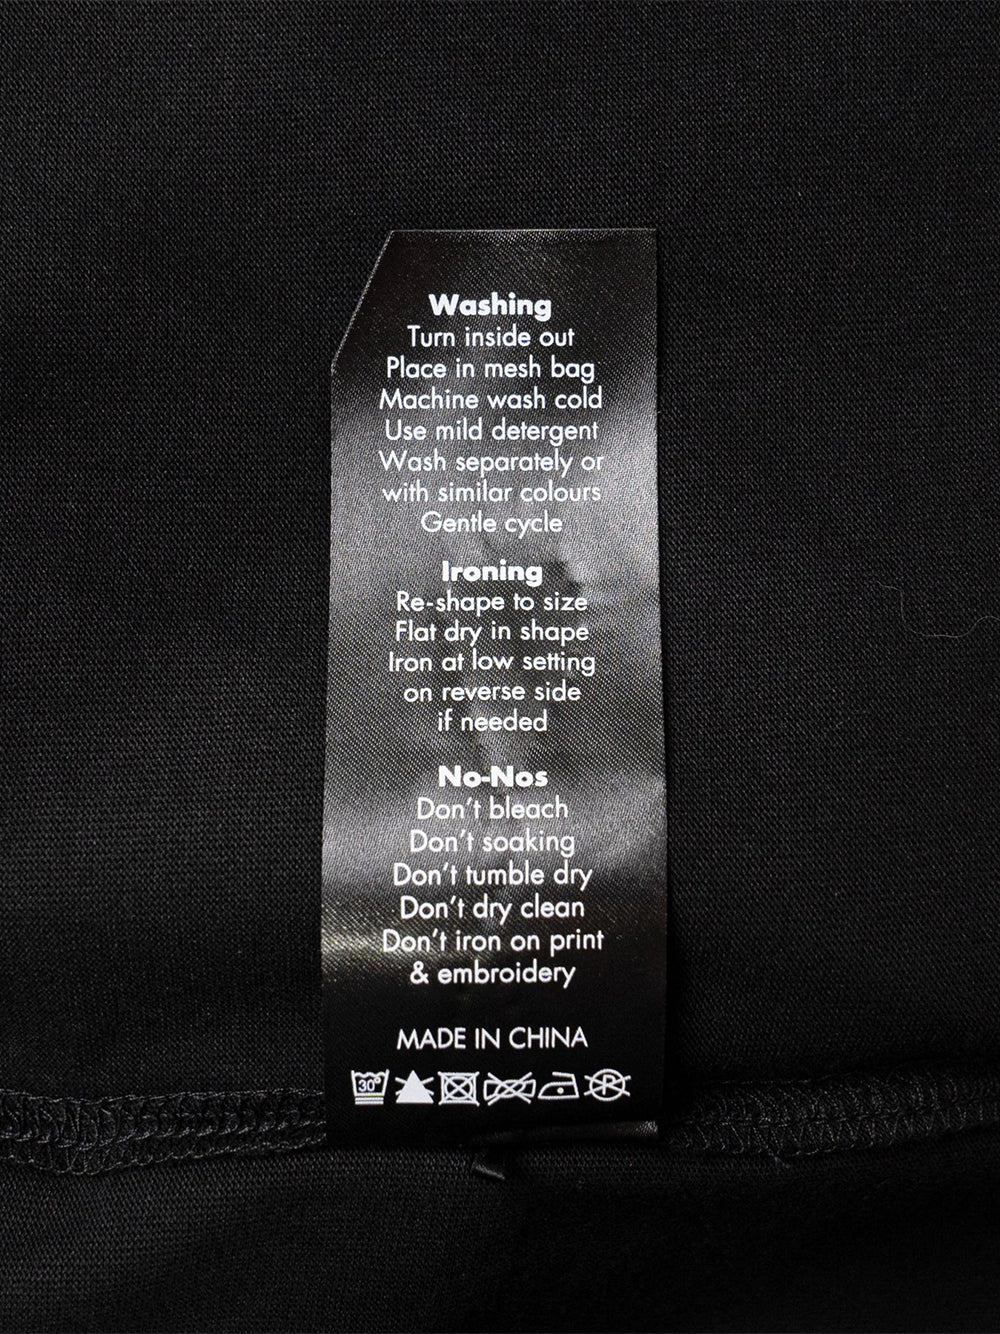 Washing
Turn inside out
Place in mesh bag
Machine wash cold
Use mild detergent
Wash separately or
with similar colours
Gentle cycle
Ironing
Re-shape to size
Flat dry in shape
Iron at low setting
on reverse side
if needed
No-Nos
Don't bleach
Don't soaking
Don't tumble dry
Don't dry clean
Don't iron on print
& embroidery
MADE IN CHINA
30° P